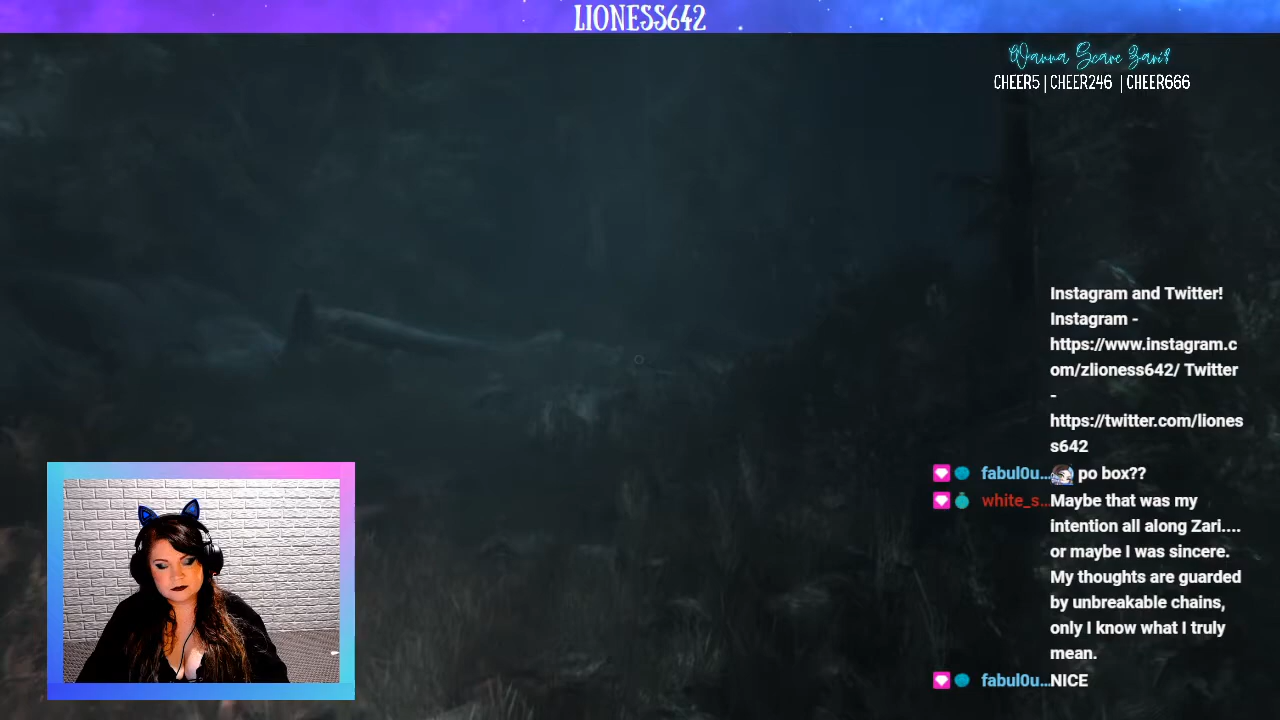 LIONESS642
Wanna Scare Zari?
CHEER5 | CHEER246 | CHEER666
Instagram and Twitter!
Instagram -
https://www.instagram.c
om/zlioness642/ Twitter
-
https://twitter.com/liones
s642
fabul0u... po box??
white_s... Maybe that was my
intention all along Zari....
or maybe I was sincere.
My thoughts are guarded
by unbreakable chains,
only I know what I truly
mean.
fabul0u... NICE